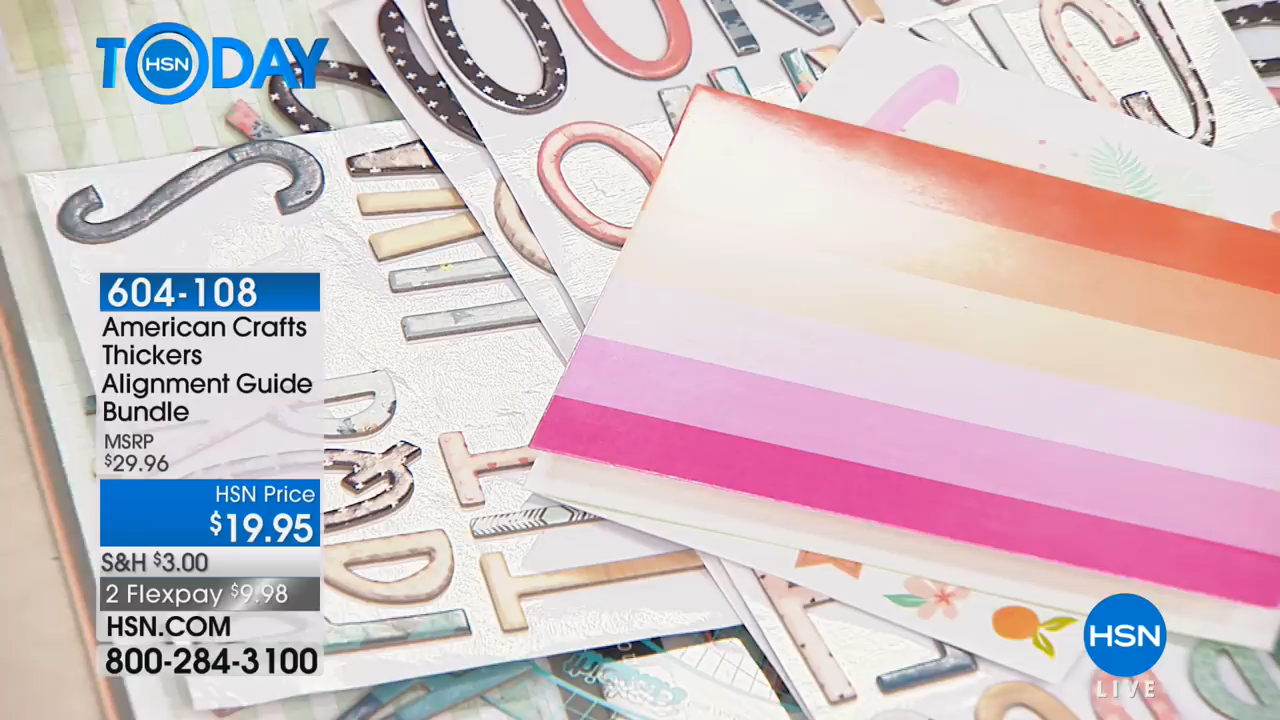 TODAY
HSN
604-108
American Crafts
Thickers
Alignment Guide
Bundle
MSRP
$29.96
HSN Price
$19.95
S&H $3.00
2 Flexpay $9.98
HSN.COM
800-284-3100
HSN
LIVE